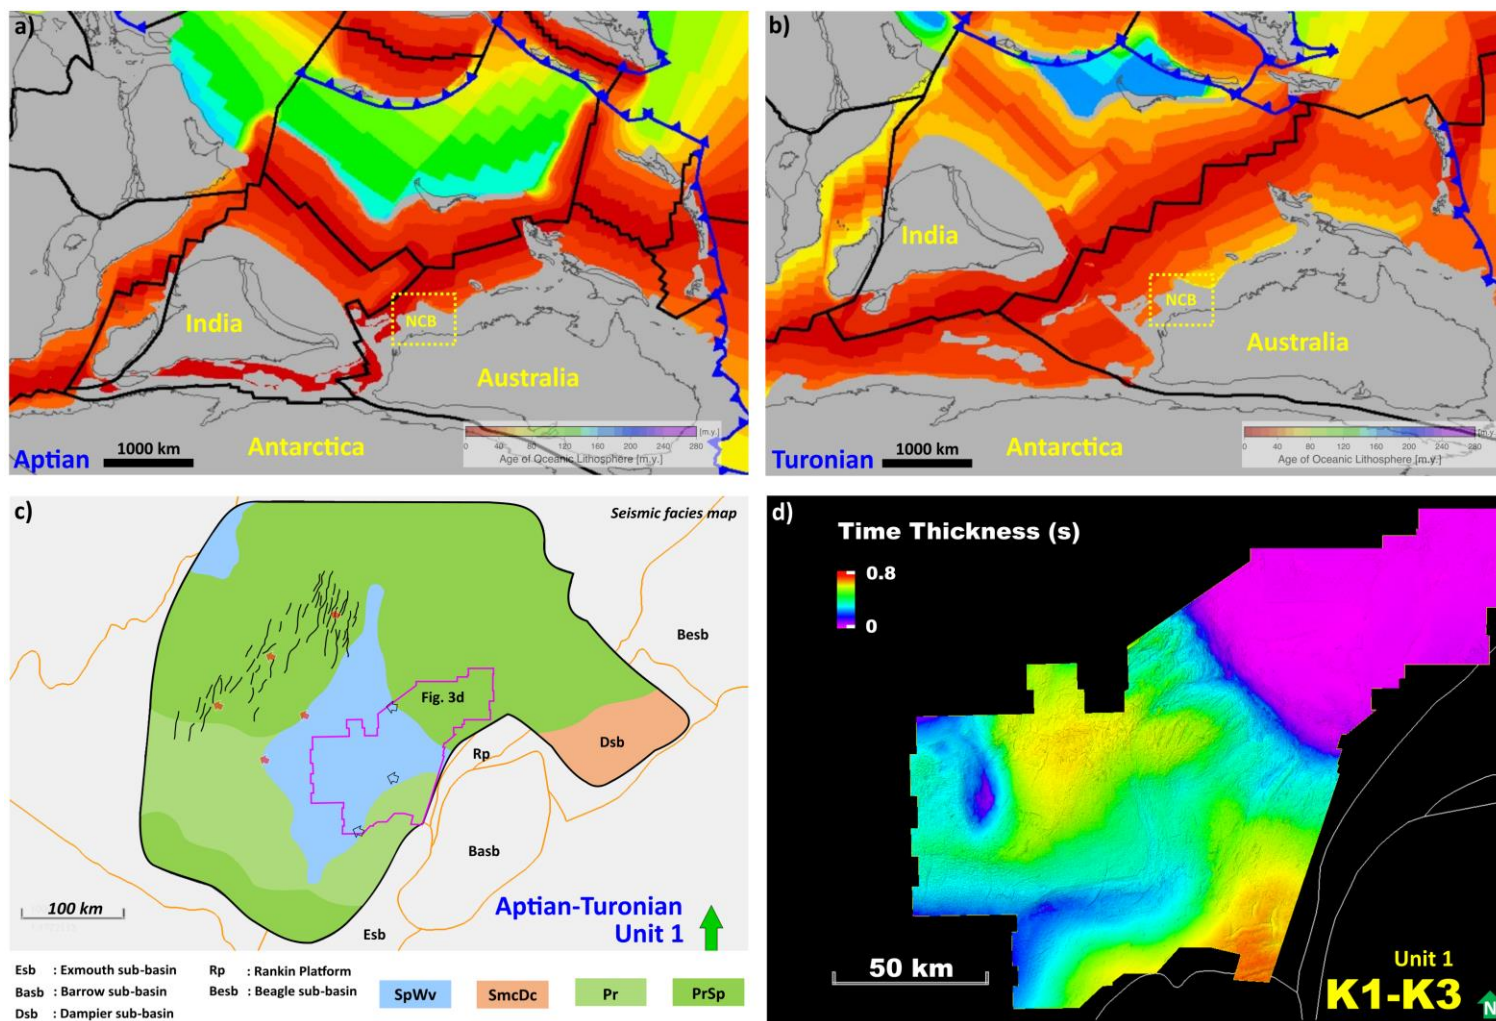 a)
India
NCB
Australia
Antarctica
Aptian
1000 km
[m.y.]
0 40 80 120 160 200 240 280
Age of Oceanic Lithosphere [m.y.]
b)
India
NCB
Australia
Antarctica
Turonian
1000 km
[m.y.]
0 40 80 120 160 200 240 280
Age of Oceanic Lithosphere [m.y.]
c)
Seismic facies map
Besb
Fig. 3d
Rp
Dsb
Basb
Esb
100 km
Aptian-Turonian
Unit 1
Esb : Exmouth sub-basin
Basb : Barrow sub-basin
Dsb : Dampier sub-basin
Rp : Rankin Platform
Besb : Beagle sub-basin
SpWv
SmcDc
Pr
PrSp
d)
Time Thickness (s)
0.8
0
50 km
Unit 1
K1-K3
N